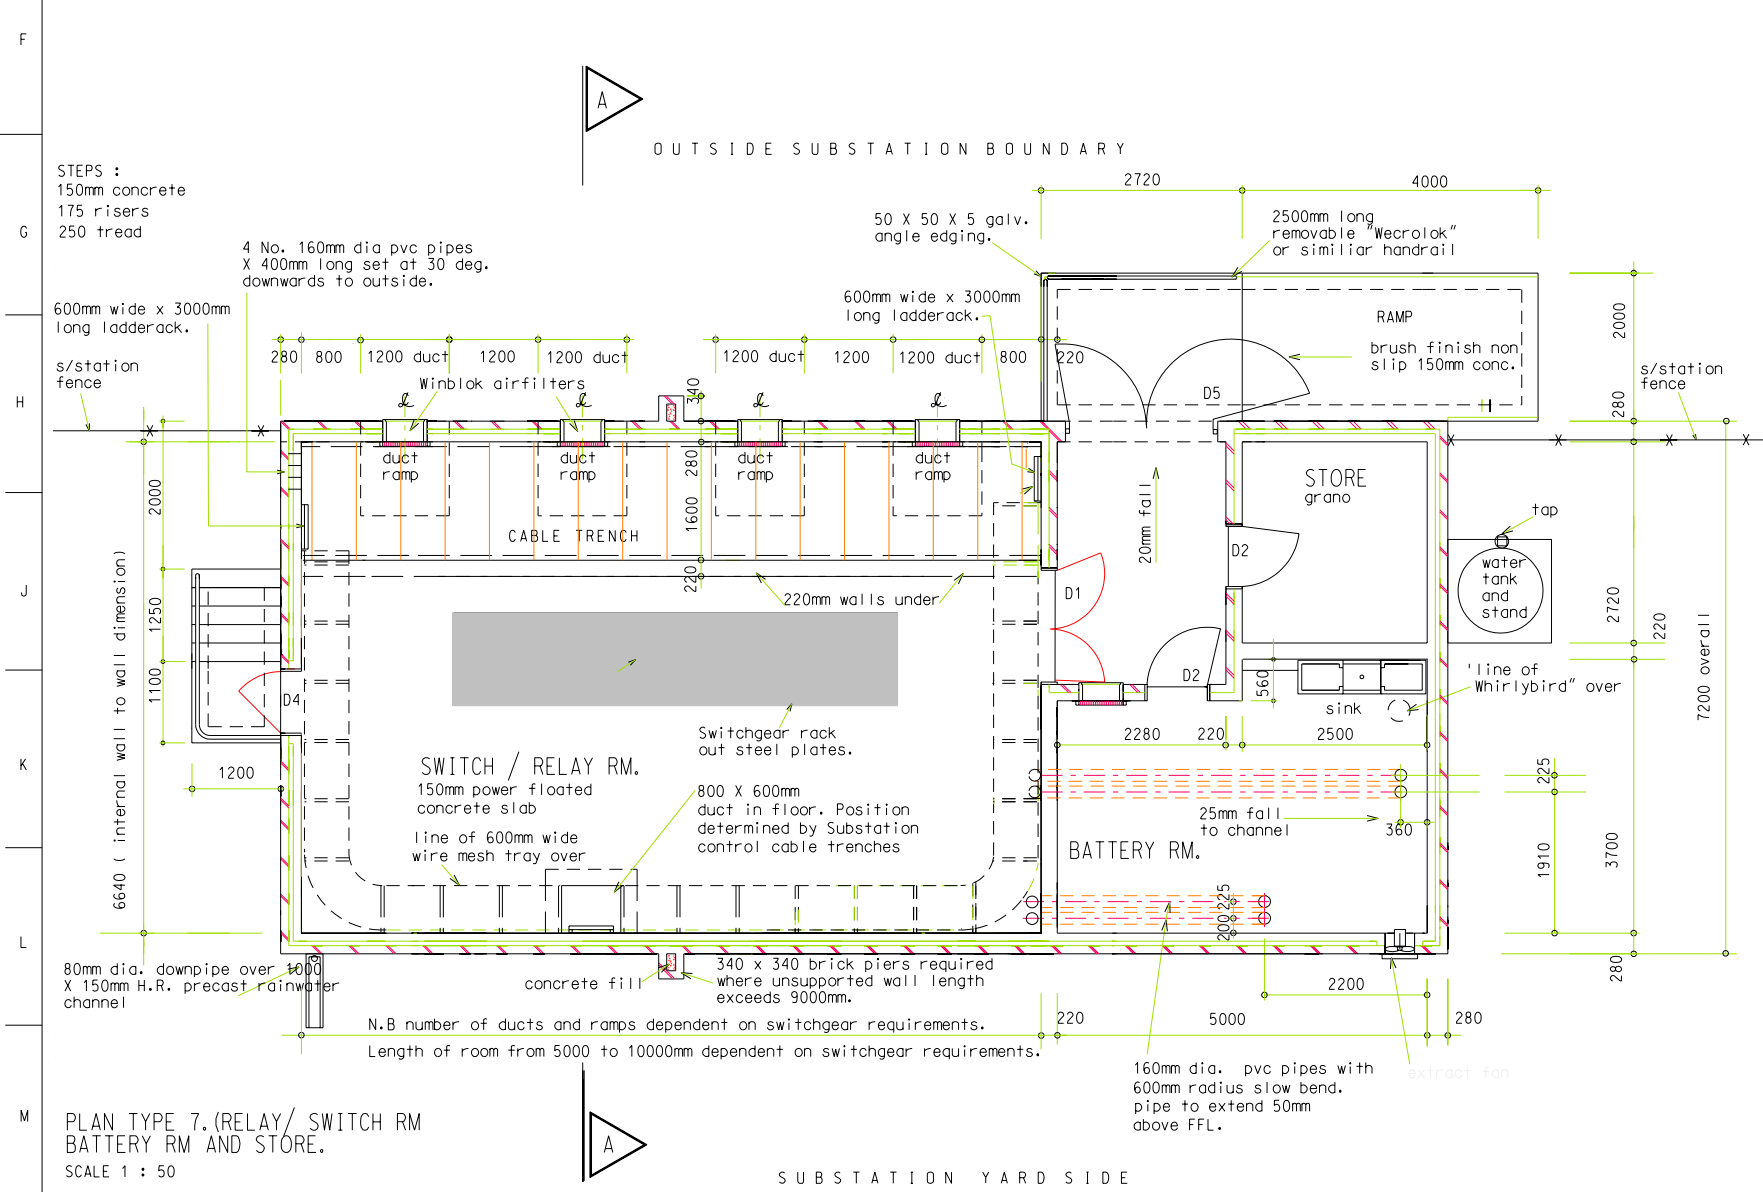 F
G
H
J
K
L
M
A
OUTSIDE SUBSTATION BOUNDARY
STEPS :
150mm concrete
175 risers
250 tread
4 No. 160mm dia pvc pipes
X 400mm long set at 30 deg.
downwards to outside.
600mm wide x 3000mm
long ladderack.
s/station
fence
50 X 50 X 5 galv.
angle edging.
2720
4000
2500mm long
removable "Wecrolok"
or similiar handrail
600mm wide x 3000mm
long ladderack.
RAMP
brush finish non
slip 150mm conc.
s/station
fence
2000
280
280
800
1200 duct
1200
1200 duct
1200 duct
1200
1200 duct
800
220
340
Winblok airfilters
D5
duct
ramp
duct
ramp
duct
ramp
duct
ramp
280
1600
220
CABLE TRENCH
2000
1250
1100
6640 ( internal wall to wall dimension)
20mm fall
STORE
grano
D2
D1
D2
D4
tap
water
tank
and
stand
2720
220
7200 overall
220mm walls under
'line of
Whirlybird" over
560
sink
Switchgear rack
out steel plates.
2280
220
2500
1200
SWITCH / RELAY RM.
150mm power floated
concrete slab
800 X 600mm
duct in floor. Position
determined by Substation
control cable trenches
line of 600mm wide
wire mesh tray over
25mm fall
to channel
360
BATTERY RM.
225
1910
3700
225
200
280
80mm dia. downpipe over 1000
X 150mm H.R. precast rainwater
channel
concrete fill
340 x 340 brick piers required
where unsupported wall length
exceeds 9000mm.
2200
N.B number of ducts and ramps dependent on switchgear requirements.
220
5000
280
Length of room from 5000 to 10000mm dependent on switchgear requirements.
160mm dia. pvc pipes with
600mm radius slow bend.
pipe to extend 50mm
above FFL.
extract fan
PLAN TYPE 7.(RELAY/ SWITCH RM
BATTERY RM AND STORE.
SCALE 1 : 50
A
SUBSTATION YARD SIDE